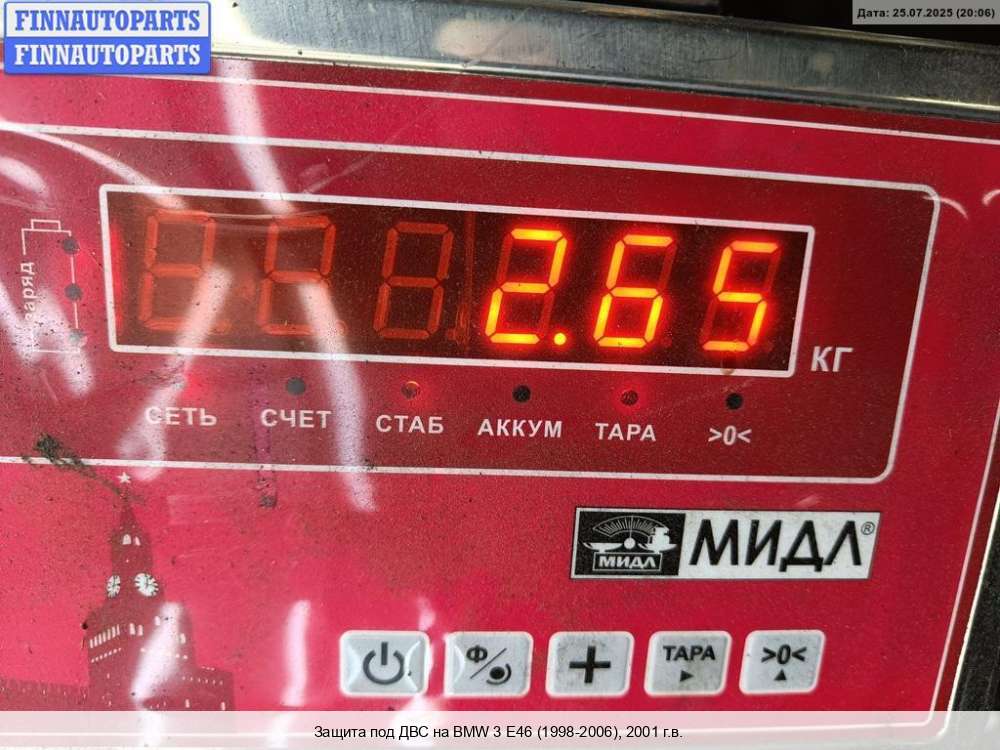 FINNAUTOPARTS
FINNAUTOPARTS
Дата: 25.07.2025 (20:06)
заряд
2.65
КГ
СЕТЬ СЧЕТ СТАБ АККУМ ТАРА >0<
МИДЛ МИДЛ®
Ф ТАРА >0<
Защита под ДВС на BMW 3 E46 (1998-2006), 2001 г.в.